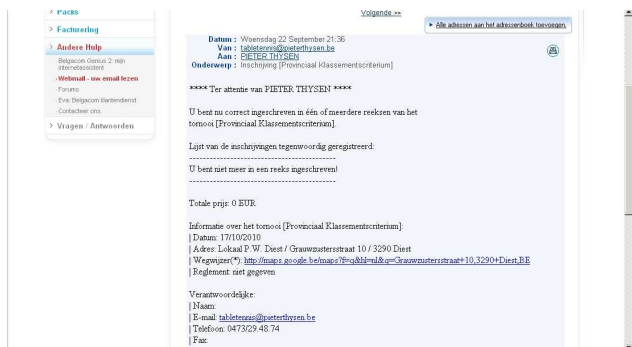 > Packs
> Facturering
> Andere Hulp
Belgacom Genius 2: mijn
internetassistent
Webmail - uw email lezen
Forums
Eva: Belgacom klantendienst
Contacteer ons
> Vragen / Antwoorden
Volgende >>
Alle adressen aan het adressenboek toevoegen.
Datum : Woensdag 22 September 21:36
Van : tabletennis@pieterthysen.be
Aan : PIETER THYSEN
Onderwerp : Inschrijving [Provinciaal Klassementscriterium]
**** Ter attentie van PIETER THYSEN ****
U bent nu correct ingeschreven in één of meerdere reeksen van het
tornooi [Provinciaal Klassementscriterium].
Lijst van de inschrijvingen tegenwoordig geregistreerd:
--------------------------------------------
U bent niet meer in een reeks ingeschreven!
--------------------------------------------
Totale prijs: 0 EUR
Informatie over het tornooi [Provinciaal Klassementscriterium]:
| Datum: 17/10/2010
| Adres: Lokaal P.W. Diest / Grauwzustersstraat 10 / 3290 Diest
| Wegwijzer(*): http://maps.google.be/maps?f=q&hl=nl&q=Grauwzustersstraat+10,3290+Diest,BE
| Reglement: niet gegeven
Verantwoordelijke:
| Naam:
| E-mail: tabletennis@pieterthysen.be
| Telefoon: 0473/29.48.74
| Fax: